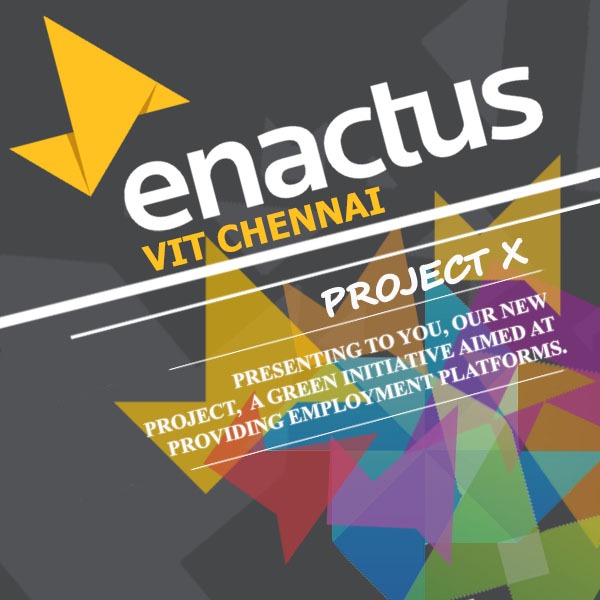 enactus
VIT CHENNAI
PROJECT X
PRESENTING TO YOU, OUR NEW
PROJECT, A GREEN INITIATIVE AIMED AT
PROVIDING EMPLOYMENT PLATFORMS.